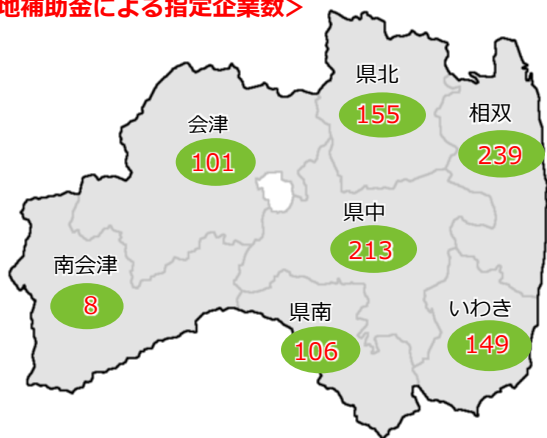 地補助金による指定企業数>
県北
155
相双
239
会津
101
県中
213
南会津
8
県南
106
いわき
149